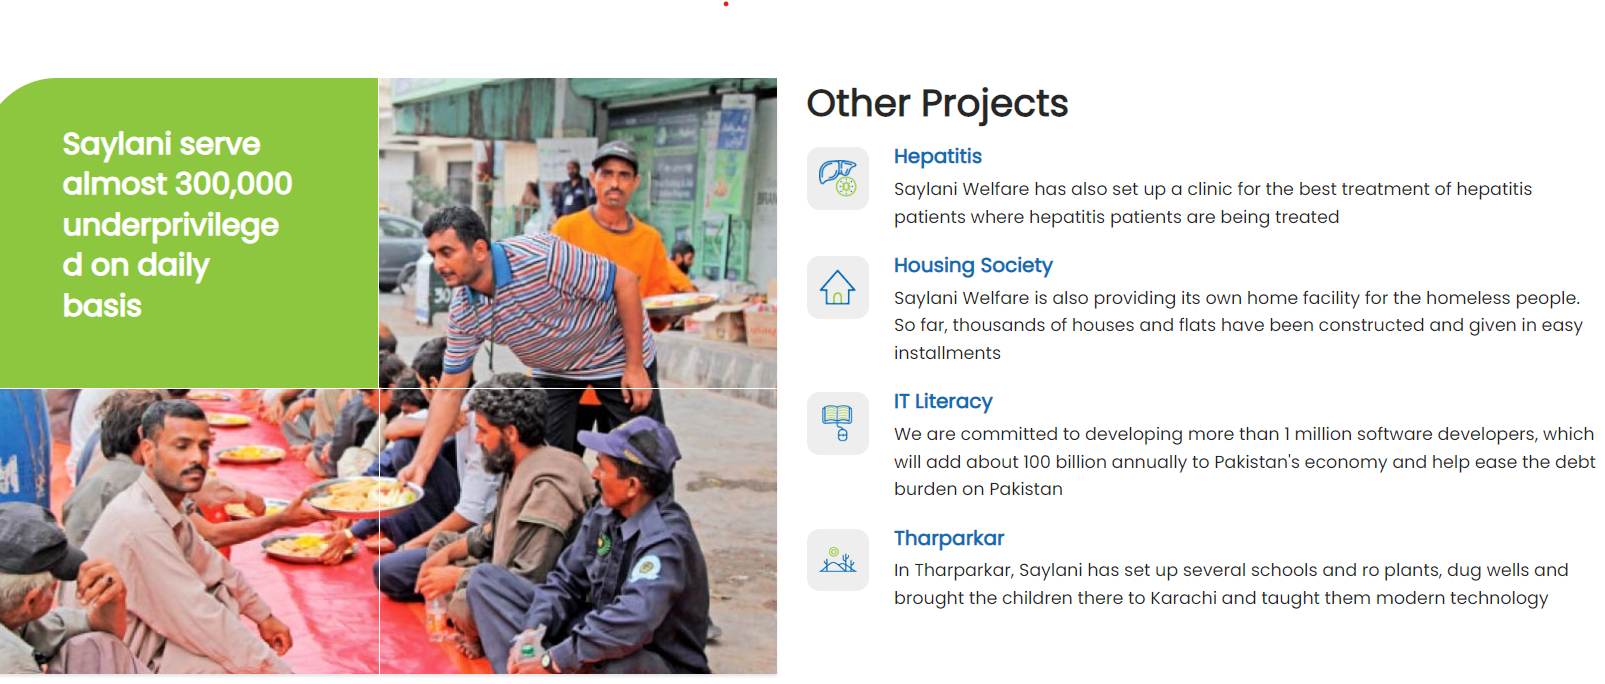 Saylani serve
almost 300,000
underprivilege
d on daily
basis
Other Projects
Hepatitis
Saylani Welfare has also set up a clinic for the best treatment of hepatitis
patients where hepatitis patients are being treated
Housing Society
Saylani Welfare is also providing its own home facility for the homeless people.
So far, thousands of houses and flats have been constructed and given in easy
installments
IT Literacy
We are committed to developing more than 1 million software developers, which
will add about 100 billion annually to Pakistan's economy and help ease the debt
burden on Pakistan
Tharparkar
In Tharparkar, Saylani has set up several schools and ro plants, dug wells and
brought the children there to Karachi and taught them modern technology